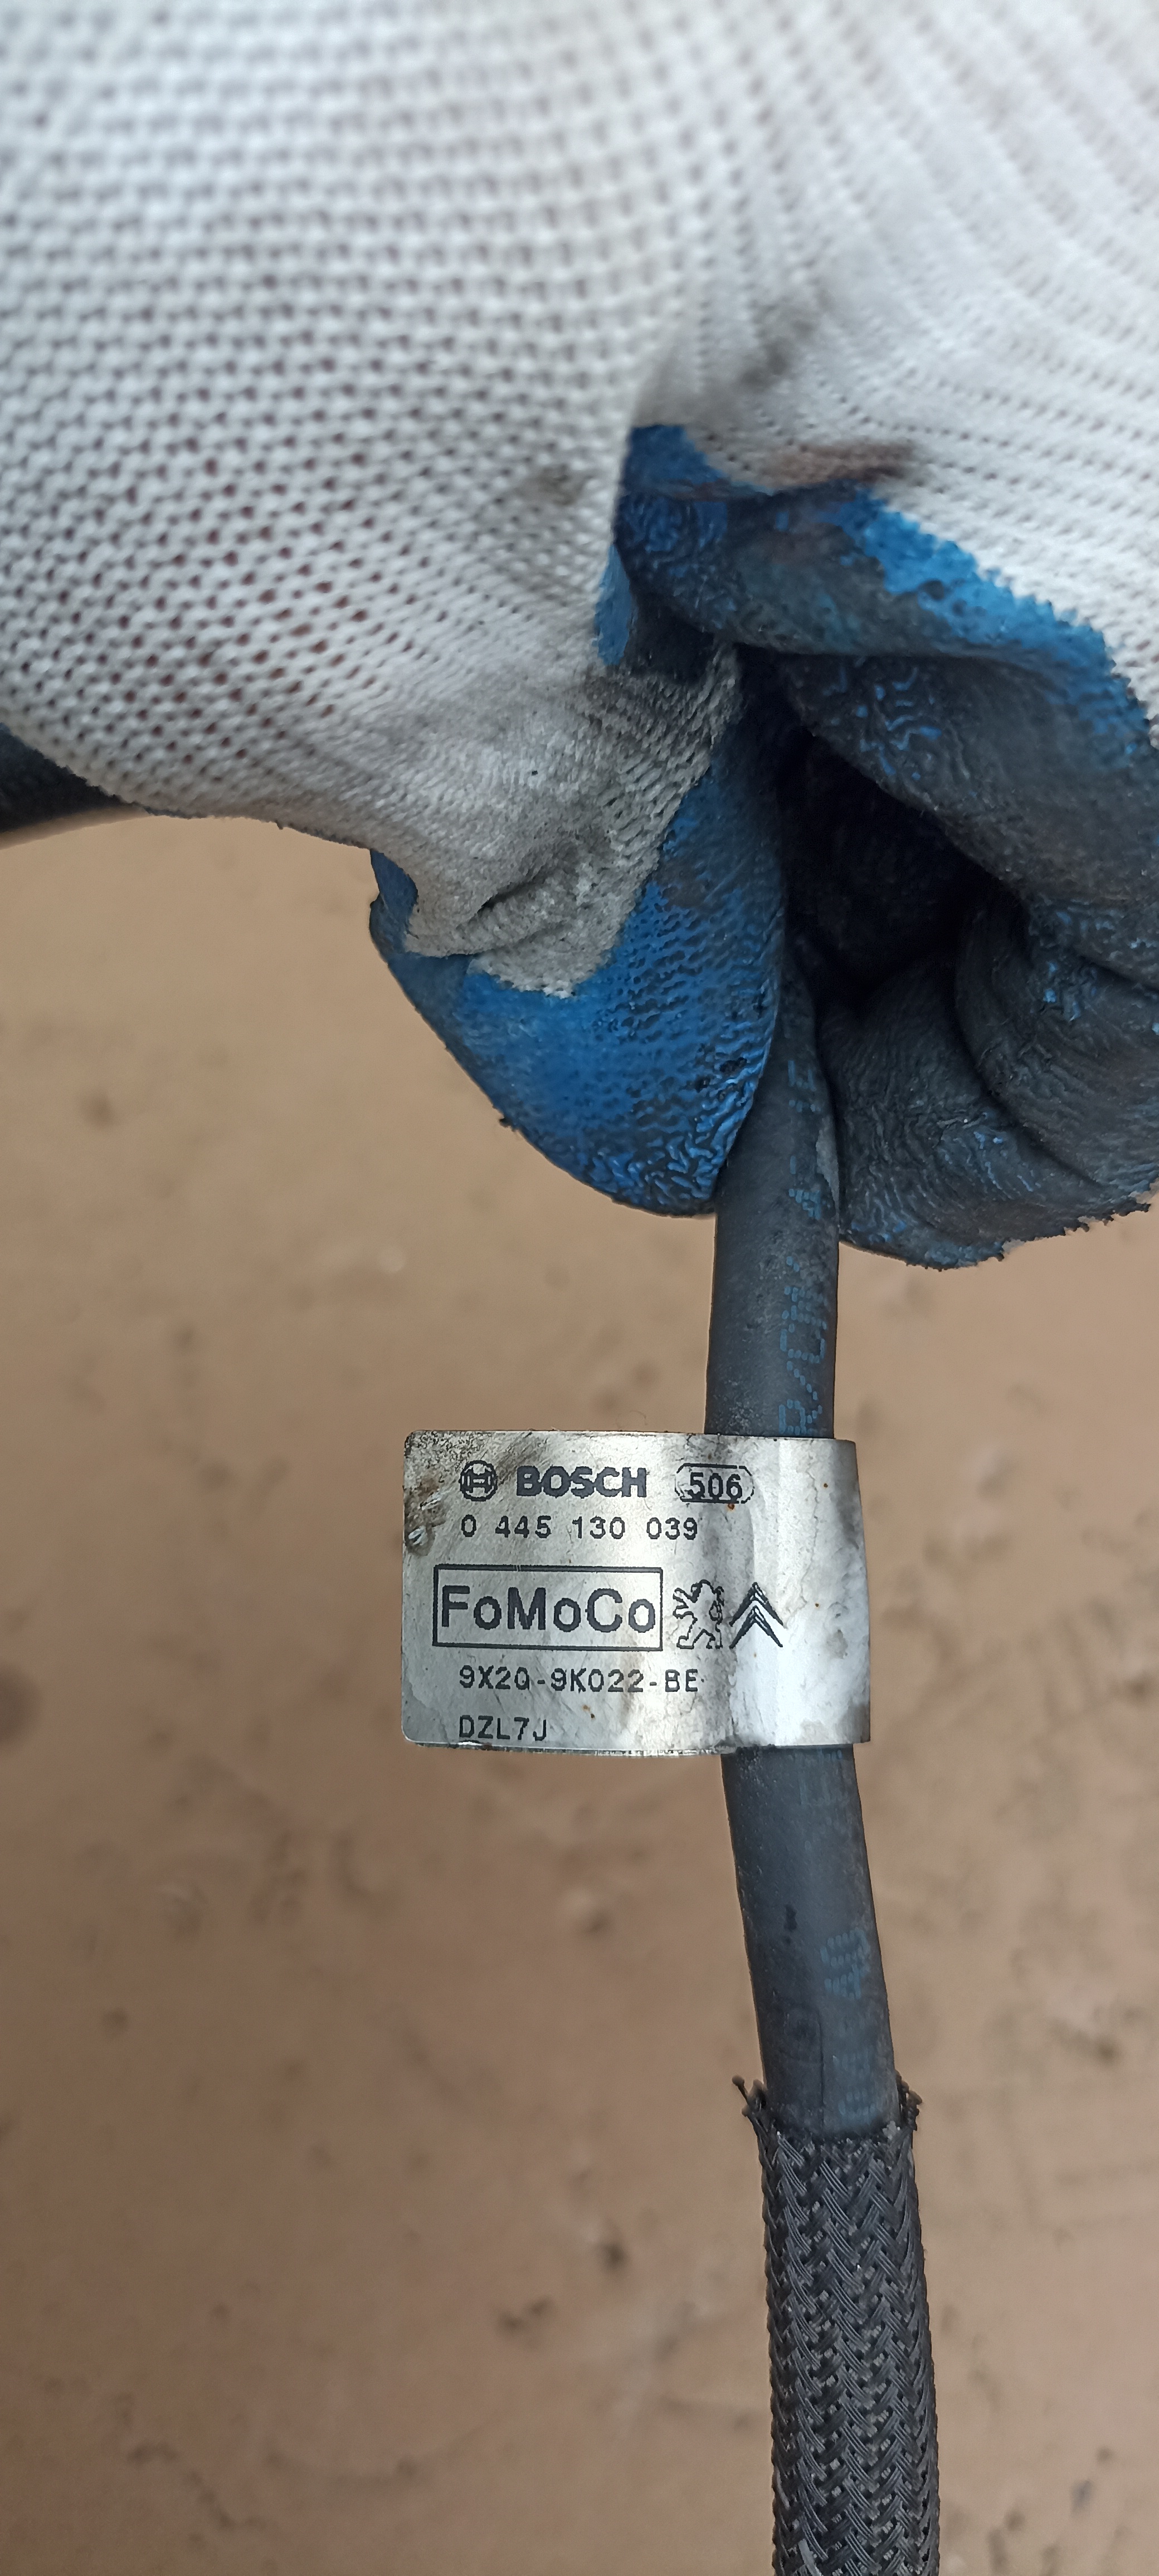 BOSCH 506
0 445 130 039
FoMoCo
9X2Q-9K022-BE
DZL7J